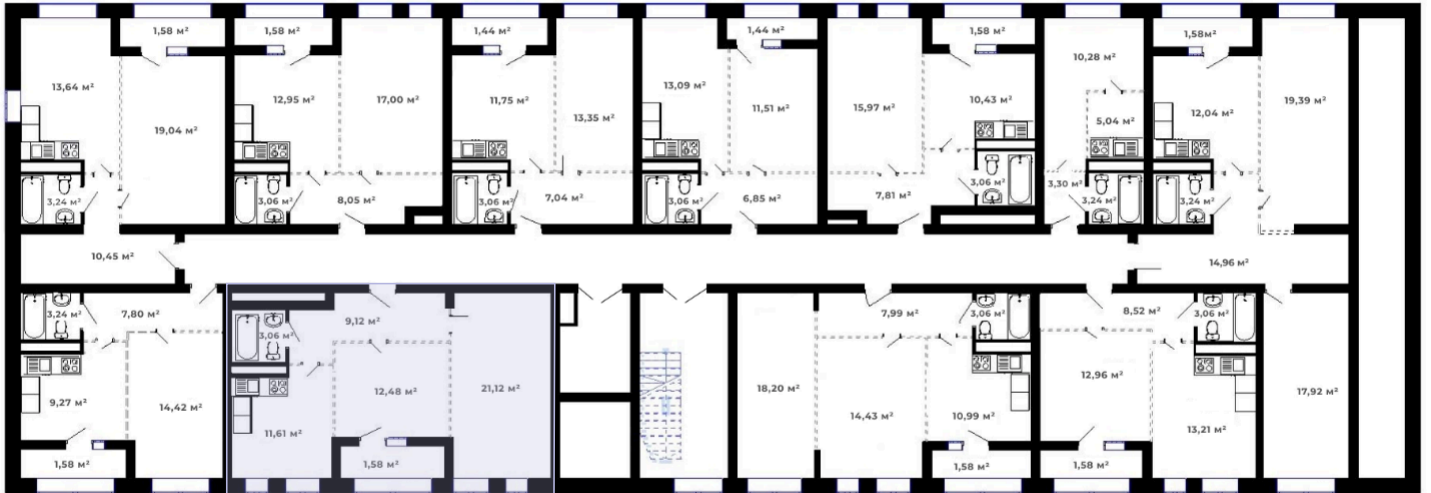 1,58 м²
1,58 м²
1,44 м²
1,44 м²
1,58 м²
1,58м²
13,64 м²
19,04 м²
12,95 м²
17,00 м²
11,75 м²
13,35 м²
13,09 м²
11,51 м²
15,97 м²
10,43 м²
10,28 м²
5,04 м²
12,04 м²
19,39 м²
3,24 м²
3,06 м²
8,05 м²
3,06 м²
7,04 м²
3,06 м²
6,85 м²
7,81 м²
3,06 м²
3,30 м²
3,24 м²
3,24 м²
10,45 м²
14,96 м²
3,24 м²
7,80 м²
3,06 м²
9,12 м²
7,99 м²
3,06 м²
8,52 м²
3,06 м²
9,27 м²
14,42 м²
11,61 м²
12,48 м²
21,12 м²
18,20 м²
14,43 м²
10,99 м²
12,96 м²
13,21 м²
17,92 м²
1,58 м²
1,58 м²
1,58 м²
1,58 м²